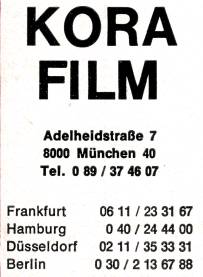 KORA
FILM
Adelheidstraße 7
8000 München 40
Tel. 0 89 / 37 46 07
Frankfurt 06 11 / 23 31 67
Hamburg 0 40 / 24 44 00
Düsseldorf 02 11 / 35 33 31
Berlin 0 30 / 2 13 67 88